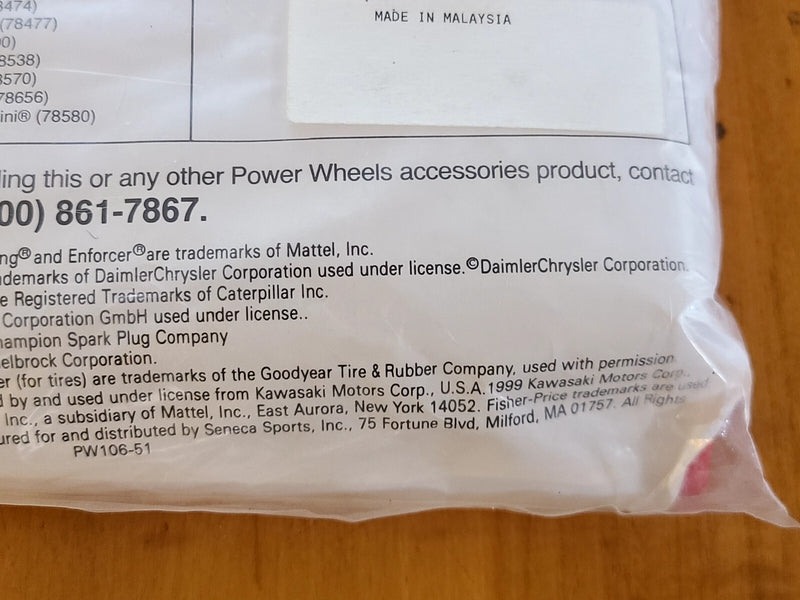 8474)
(78477)
00)
8538)
8570)
78656)
ini® (78580)
MADE IN MALAYSIA
ling this or any other Power Wheels accessories product, contact
00) 861-7867.
ng® and Enforcer® are trademarks of Mattel, Inc.
ademarks of DaimlerChrysler Corporation used under license. ©DaimlerChrysler Corporation.
e Registered Trademarks of Caterpillar Inc.
Corporation GmbH used under license..
hampion Spark Plug Company
elbrock Corporation.
er (for tires) are trademarks of the Goodyear Tire & Rubber Company, used with permission
d by and used under license from Kawasaki Motors Corp., U.S.A. 1999 Kawasaki Motors Corp.,
Inc., a subsidiary of Mattel, Inc., East Aurora, New York 14052. Fisher-Price trademarks are used
ured for and distributed by Seneca Sports, Inc., 75 Fortune Blvd, Milford, MA 01757. All Rights
PW106-51